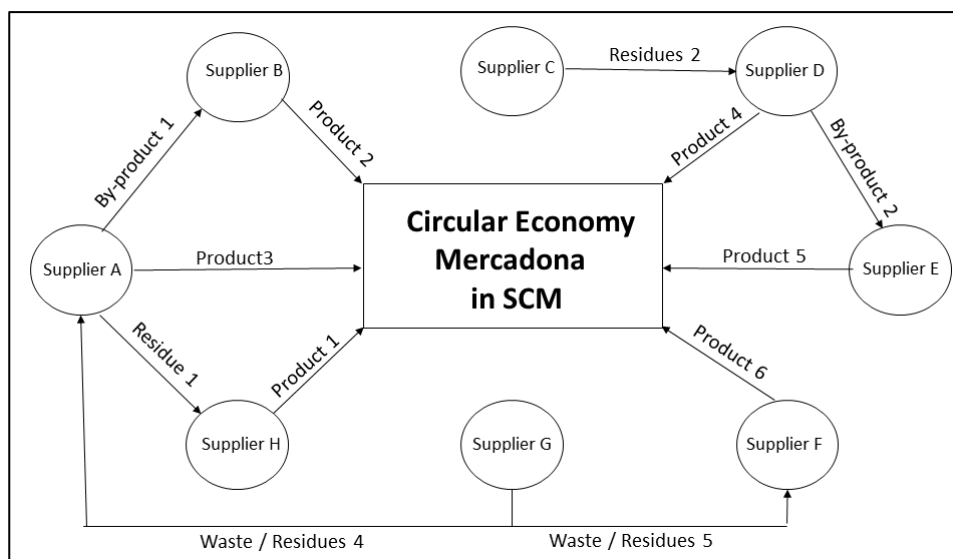 Supplier B
Supplier C
Residues 2
Supplier D
By-product 1
Product 2
Product 4
By-product 2
Circular Economy
Mercadona
in SCM
Supplier A
Product3
Product 5
Supplier E
Residue 1
Product 1
Product 6
Supplier H
Supplier G
Supplier F
Waste / Residues 4
Waste / Residues 5